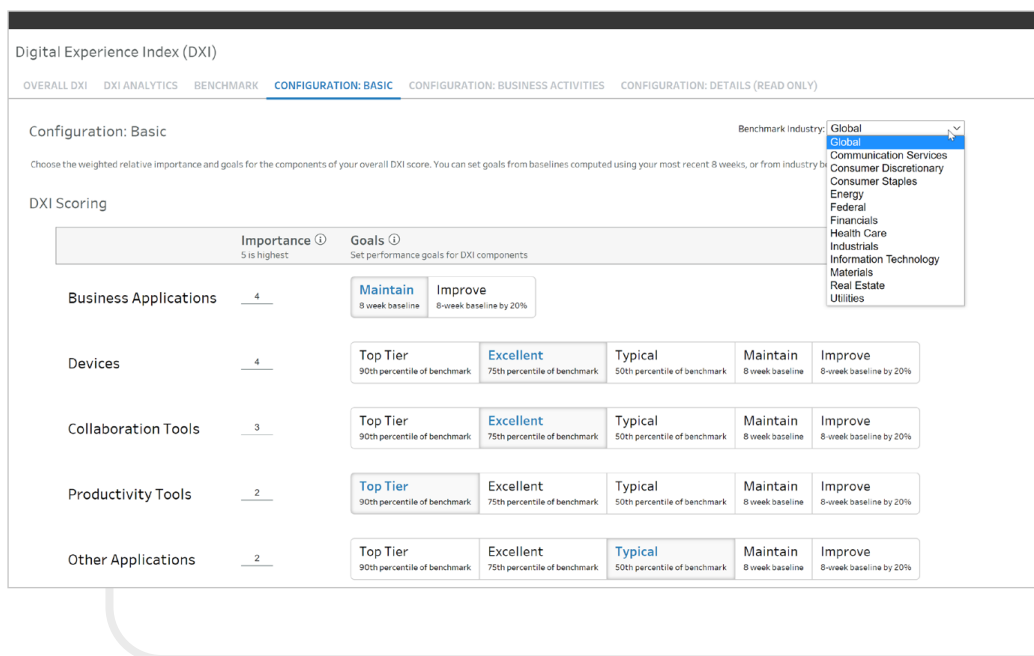 Digital Experience Index (DXI)
OVERALL DXI DXI ANALYTICS BENCHMARK CONFIGURATION: BASIC CONFIGURATION: BUSINESS ACTIVITIES CONFIGURATION: DETAILS (READ ONLY)
Configuration: Basic
Benchmark Industry: Global
Global
Communication Services
Consumer Discretionary
Consumer Staples
Energy
Federal
Financials
Health Care
Industrials
Information Technology
Materials
Real Estate
Utilities
Choose the weighted relative importance and goals for the components of your overall DXI score. You can set goals from baselines computed using your most recent 8 weeks, or from industry
DXI Scoring
Importance Goals
5 is highest Set performance goals for DXI components
Business Applications 4 Maintain Improve
8 week baseline 8-week baseline by 20%
Devices 4 Top Tier Excellent Typical Maintain Improve
90th percentile of benchmark 75th percentile of benchmark 50th percentile of benchmark 8 week baseline 8-week baseline by 20%
Collaboration Tools 3 Top Tier Excellent Typical Maintain Improve
90th percentile of benchmark 75th percentile of benchmark 50th percentile of benchmark 8 week baseline 8-week baseline by 20%
Productivity Tools 2 Top Tier Excellent Typical Maintain Improve
90th percentile of benchmark 75th percentile of benchmark 50th percentile of benchmark 8 week baseline 8-week baseline by 20%
Other Applications 2 Top Tier Excellent Typical Maintain Improve
90th percentile of benchmark 75th percentile of benchmark 50th percentile of benchmark 8 week baseline 8-week baseline by 20%